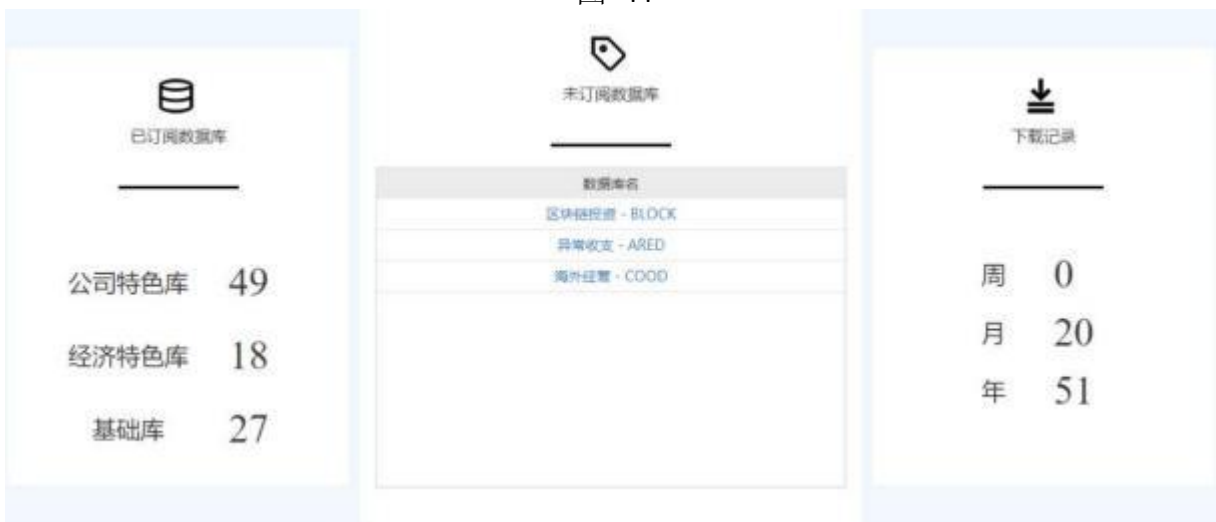 已订阅数据库
公司特色库 49
经济特色库 18
基础库 27
未订阅数据库
数据库名
区块链投资 - BLOCK
异常收支 - ARED
海外经营 - COOD
下载记录
周 0
月 20
年 51